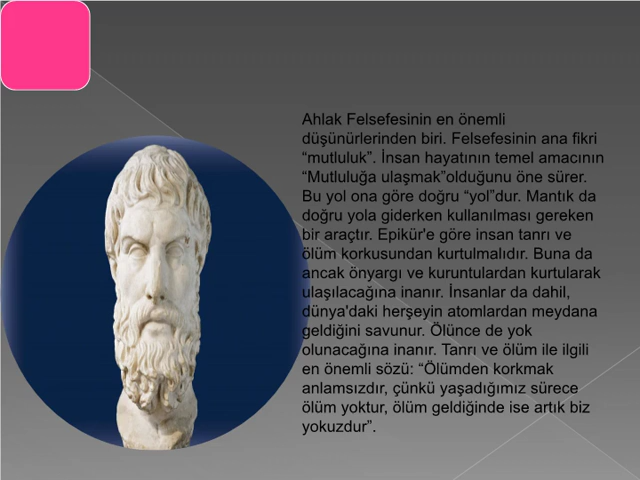 Ahlak Felsefesinin en önemli
düşünürlerinden biri. Felsefesinin ana fikri
“mutluluk”. İnsan hayatının temel amacının
“Mutluluğa ulaşmak”olduğunu öne sürer.
Bu yol ona göre doğru “yol”dur. Mantık da
doğru yola giderken kullanılması gereken
bir araçtır. Epikür'e göre insan tanrı ve
ölüm korkusundan kurtulmalıdır. Buna da
ancak önyargı ve kuruntulardan kurtularak
ulaşılacağına inanır. İnsanlar da dahil,
dünya'daki herşeyin atomlardan meydana
geldiğini savunur. Ölünce de yok
olunacağına inanır. Tanrı ve ölüm ile ilgili
en önemli sözü: “Ölümden korkmak
anlamsızdır, çünkü yaşadığımız sürece
ölüm yoktur, ölüm geldiğinde ise artık biz
yokuzdur”.